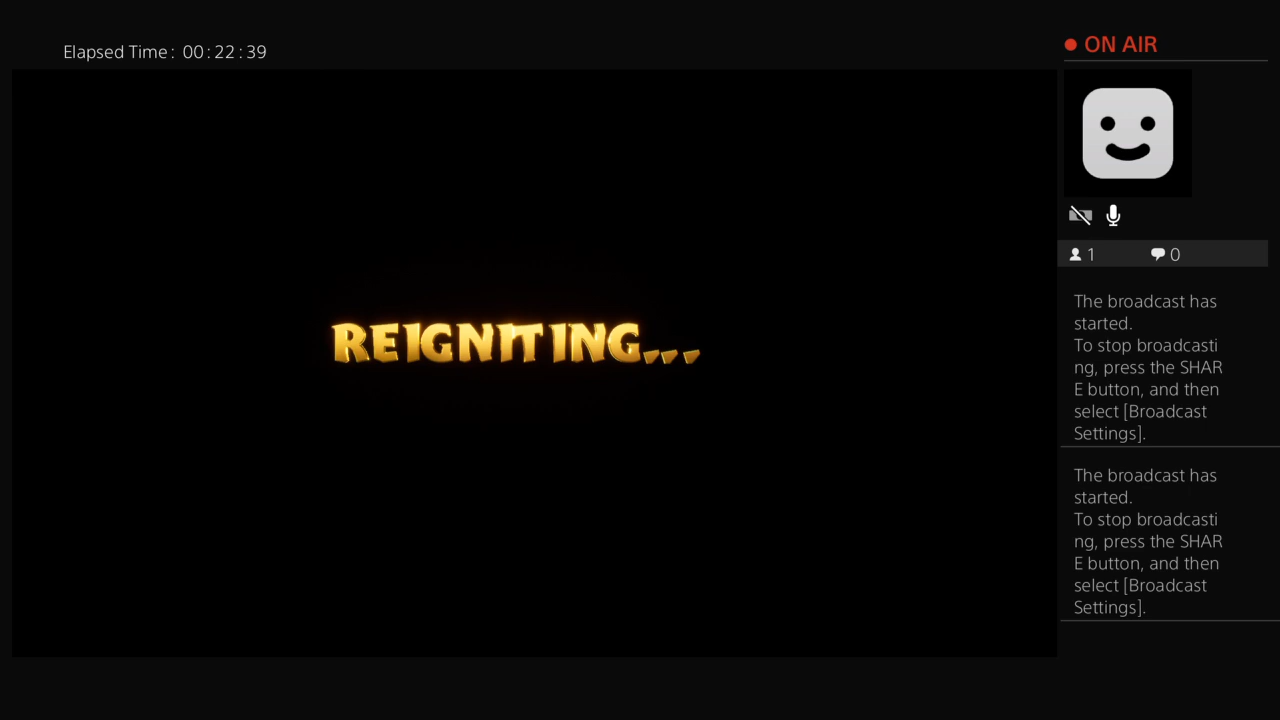 Elapsed Time: 00:22:39
ON AIR
REIGNITING...
1 0
The broadcast has
started.
To stop broadcasti
ng, press the SHAR
E button, and then
select [Broadcast
Settings].
The broadcast has
started.
To stop broadcasti
ng, press the SHAR
E button, and then
select [Broadcast
Settings].